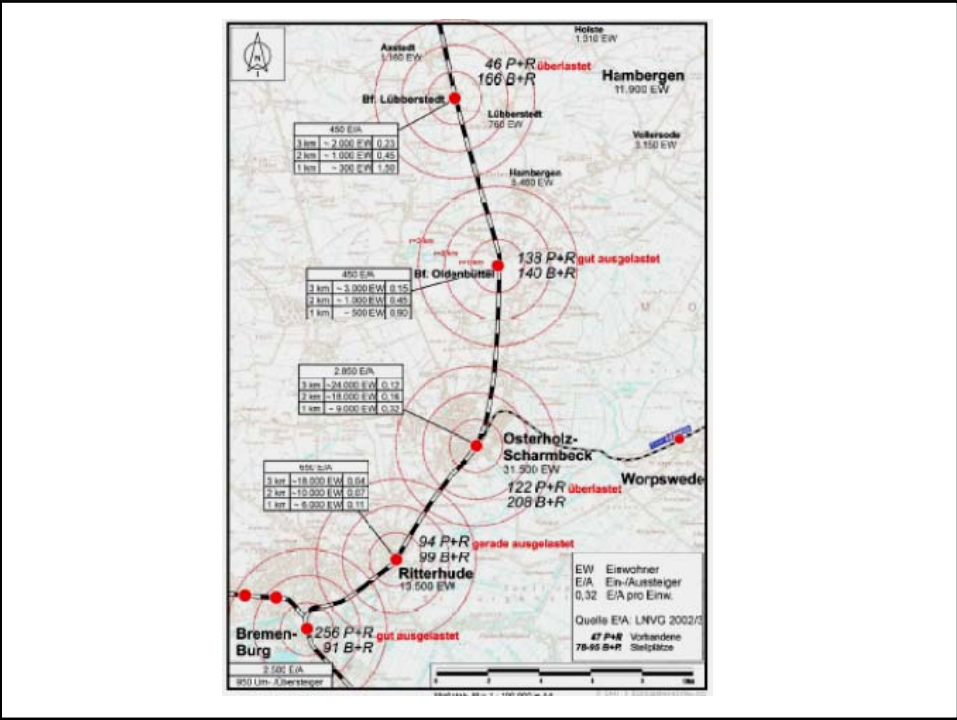 N
Holste
1.310 EW
Axstedt
1.160 EW
46 P+R überlastet
166 B+R
Hambergen
11.900 EW
Bf. Lübberstedt
Lübberstedt
760 EW
450 E/A
3 km ~ 2.000 EW 0,23
2 km ~ 1.000 EW 0,45
1 km ~ 300 EW 1,50
Vollersode
3.150 EW
Hambergen
5.460 EW
r=3 km
r=2 km
r=1 km
138 P+R gut ausgelastet
140 B+R
Bf. Oldenbüttel
450 E/A
3 km ~ 3.000 EW 0,15
2 km ~ 1.000 EW 0,45
1 km ~ 500 EW 0,90
M O
2.850 E/A
3 km ~24.000 EW 0,12
2 km ~18.000 EW 0,16
1 km ~ 9.000 EW 0,32
Osterholz-
Scharmbeck
31.500 EW
122 P+R überlastet
208 B+R
Worpswede
650 E/A
3 km ~18.000 EW 0,04
2 km ~10.000 EW 0,07
1 km ~ 6.000 EW 0,11
94 P+R gerade ausgelastet
99 B+R
Ritterhude
13.500 EW
EW Einwohner
E/A Ein-/Aussteiger
0,32 E/A pro Einw.
Quelle E/A: LNVG 2002/3
47 P+R Vorhandene
78-95 B+R Stellplätze
Bremen-
Burg
256 P+R gut ausgelastet
91 B+R
2.500 E/A
950 Um- /Übersteiger